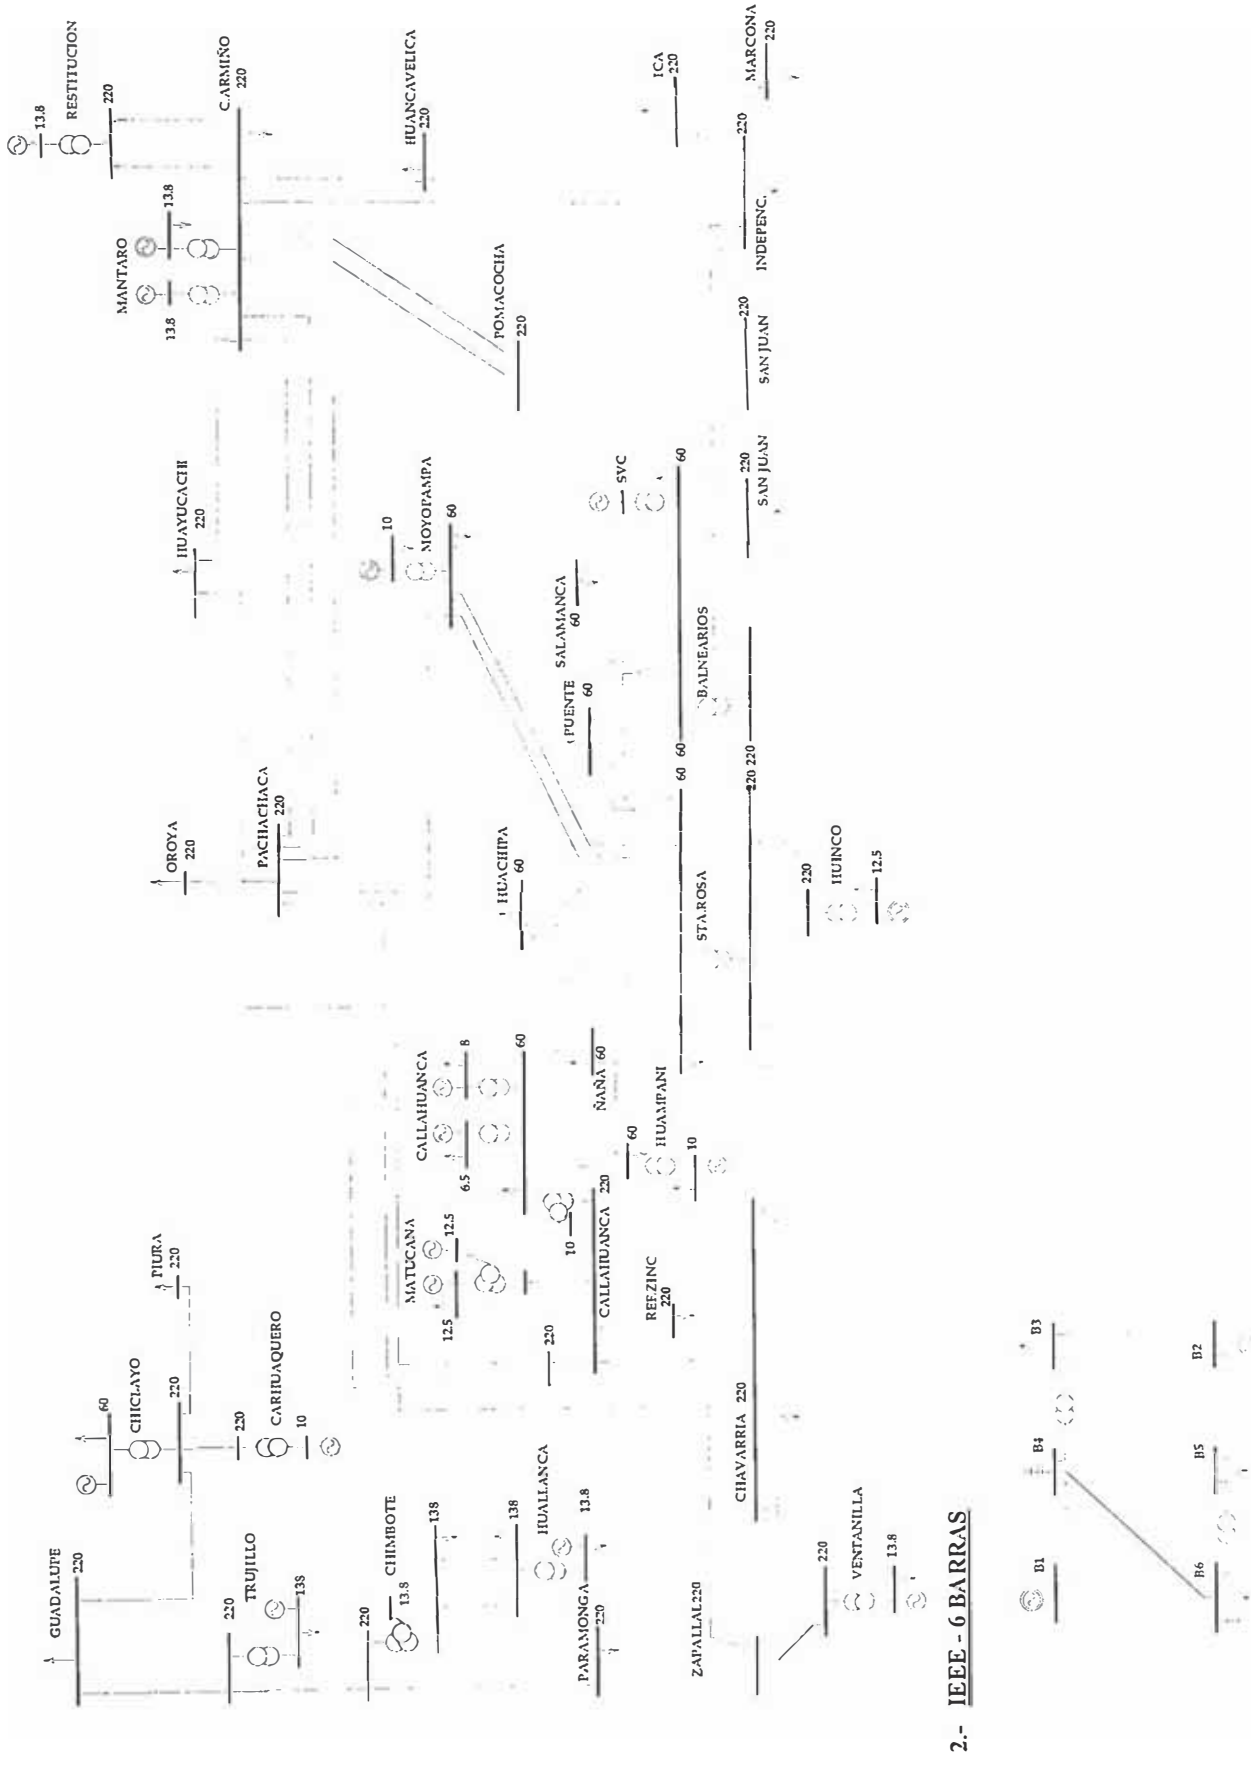 GUADALUPE
220
TRUJILLO
220
138
CHIMBOTE
220
13.8
138
138
HUALLANCA
13.8
PARAMONGA
220
ZAPALLAL 220
220
VENTANILLA
13.8
60
CHICLAYO
220
PIURA
220
220
CARHUAQUERO
10
MATUCANA
12.5
12.5
220
CALLAHUANCA
6.5
8
60
10
CALLAHUANCA 220
ÑAÑA 60
60
HUAMPANI
10
REF.ZINC
220
CHAVARRIA 220
OROYA
220
PACHACHACA
220
HUACHIPA
60
STA.ROSA
60
220
220
HUINCO
12.5
HUAYUCACHI
220
10
MOYOPAMPA
60
PUENTE
60
SALAMANCA
60
SVC
60
60
BALNEARIOS
220
220
SAN JUAN
220
SAN JUAN
INDEPENC.
220
ICA
220
MARCONA
220
13.8
RESTITUCION
220
MANTARO
13.8
13.8
C.ARMIÑO
220
HUANCAVELICA
220
POMACOCHA
220
2.- IEEE - 6 BARRAS
B1
B4
B3
B6
B5
B2